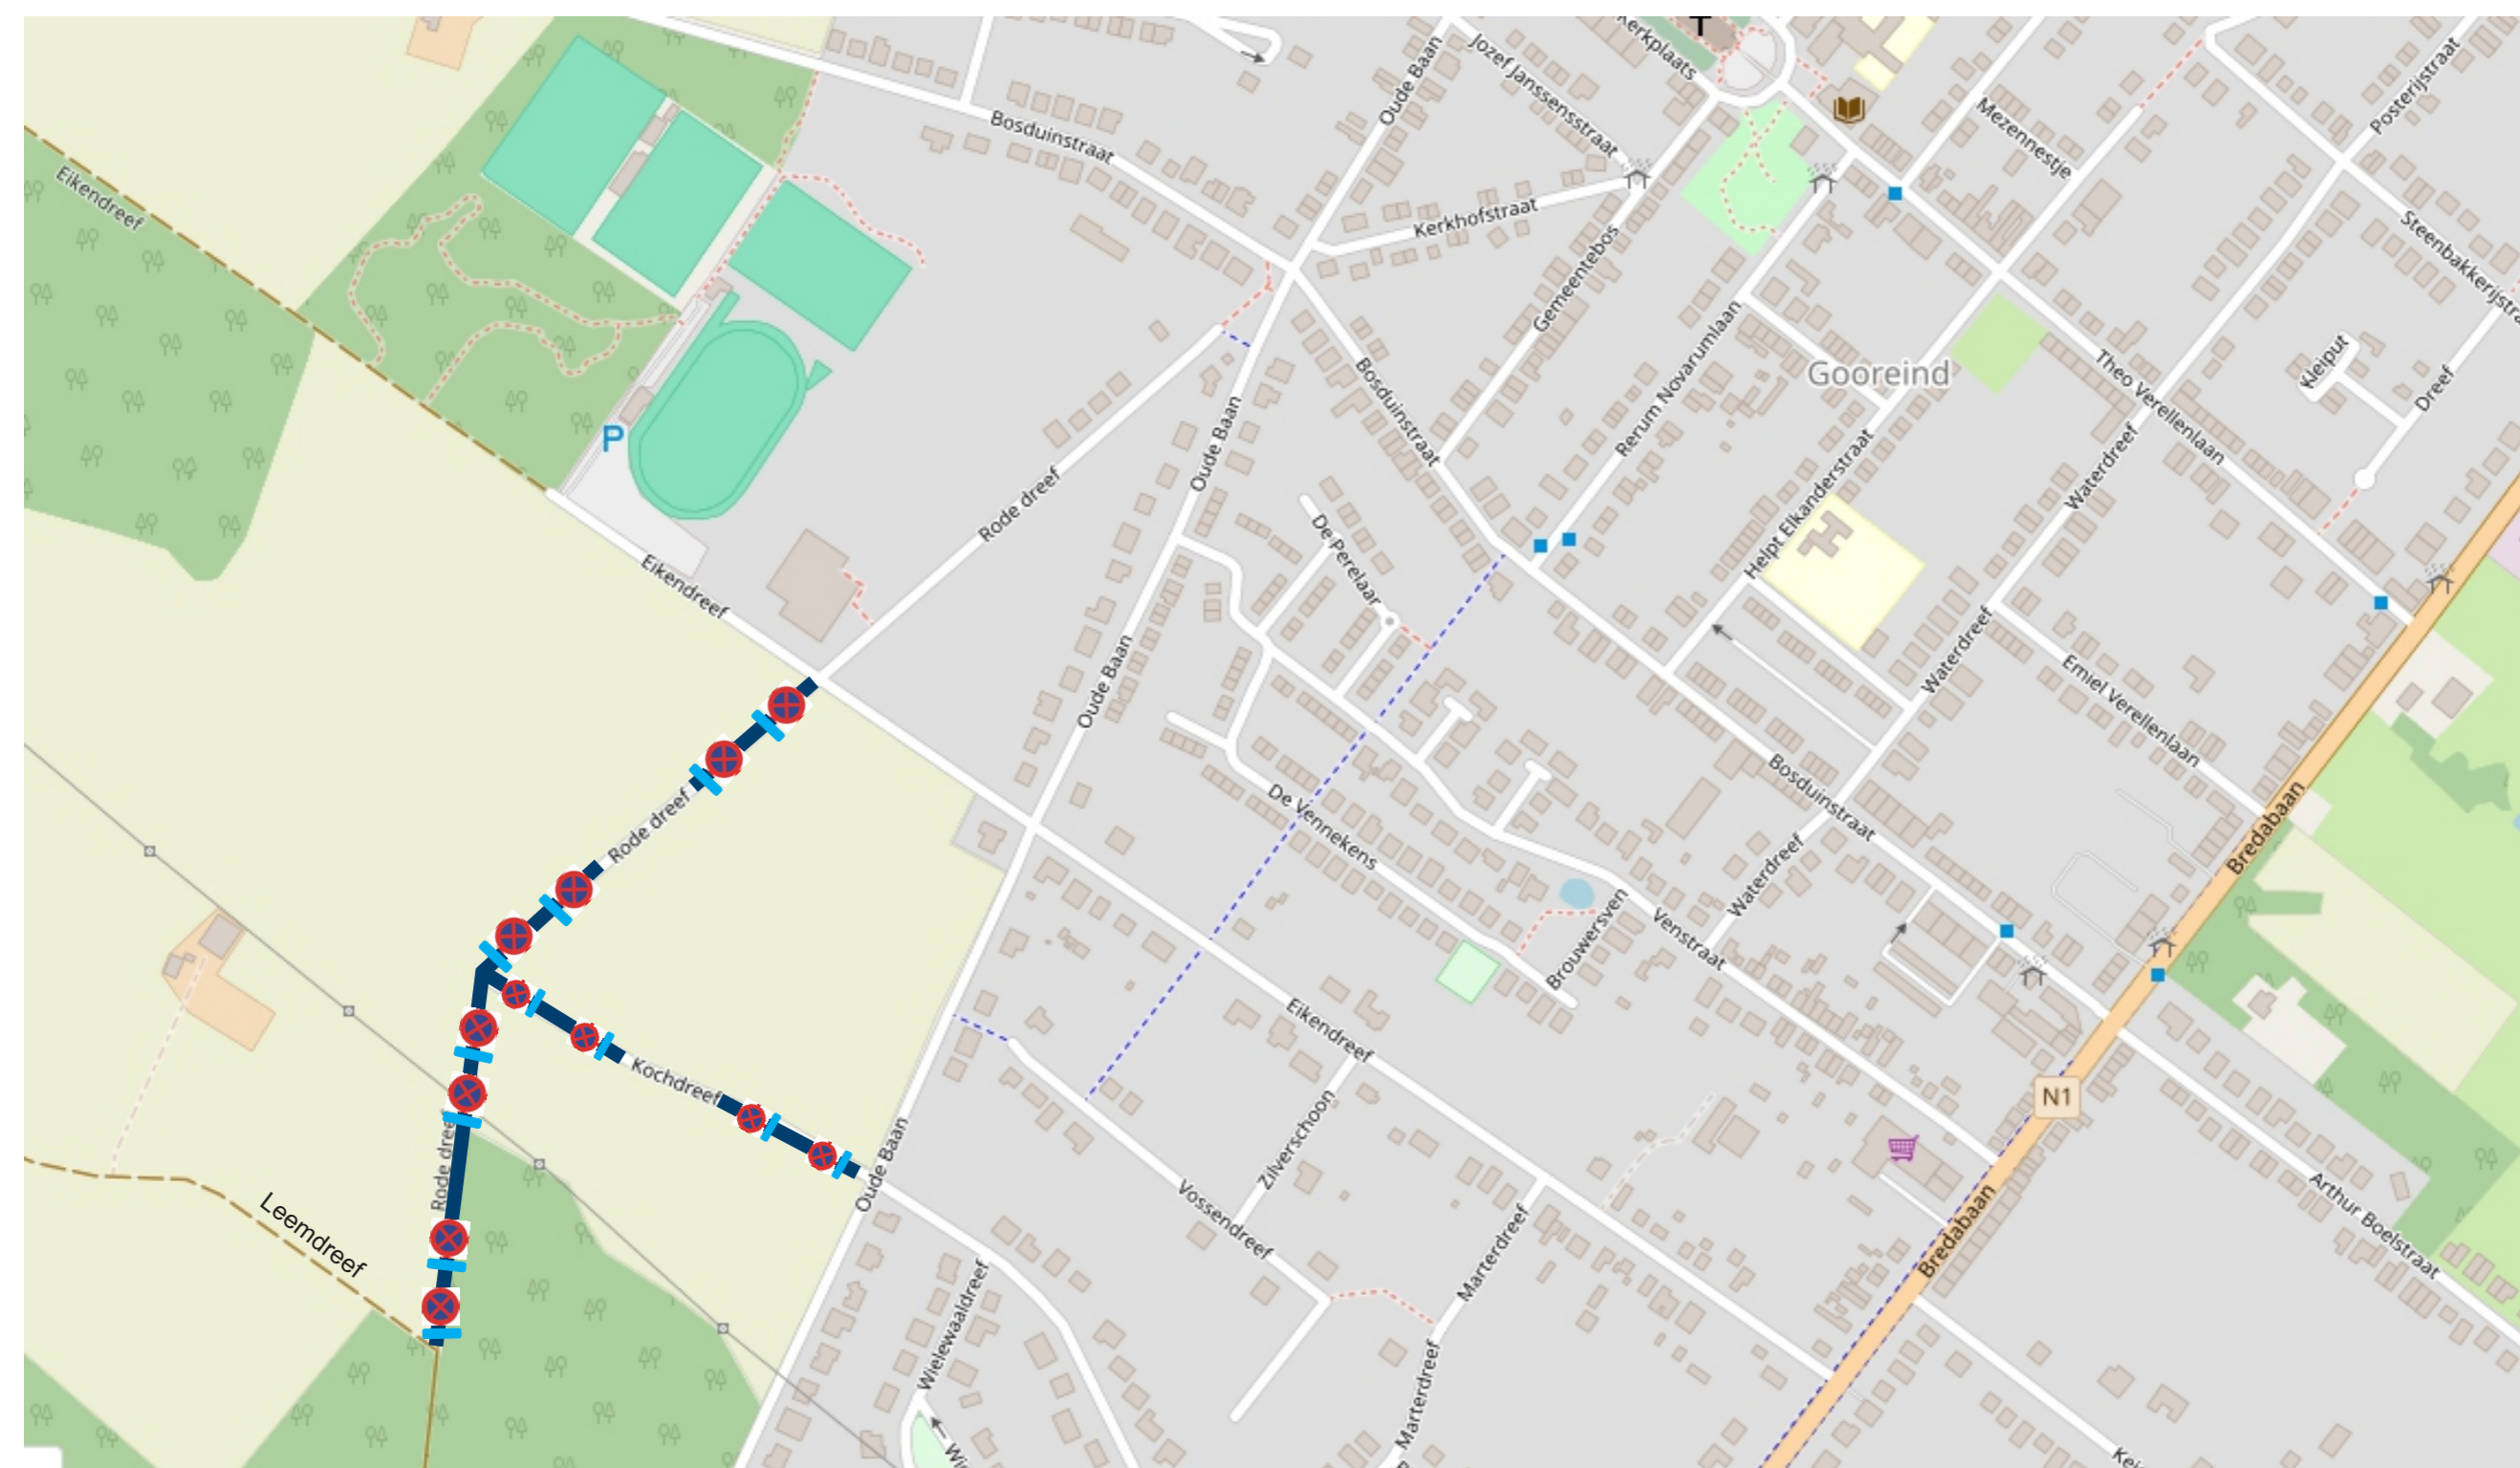 Kerkplaats
Jozef Janssensstraat
Oude Baan
Posterijstraat
Mezennestje
Bosduinstraat
Eikendreef
Kerkhofstraat
Gemeentebos
Rerum Novarumlaan
Gooreind
Theo Verellenlaan
Kleiput
Dreef
Oude Baan
Bosduinstraat
Waterdreef
P
Rode dreef
De Perelaar
Helpt Elkanderstraat
Eikendreef
Oude Baan
Waterdreef
Emiel Verellenlaan
Rode dreef
De Vennekens
Bosduinstraat
Bredabaan
Waterdreef
Brouwersven
Venstraat
Eikendreef
Kochdreef
N1
Rode dree
Oude Baan
Zilverschoon
Vossendreef
Leemdreef
Marterdreef
Bredabaan
Arthur Boelstraat
Wielewaaldreef
Marterdreef